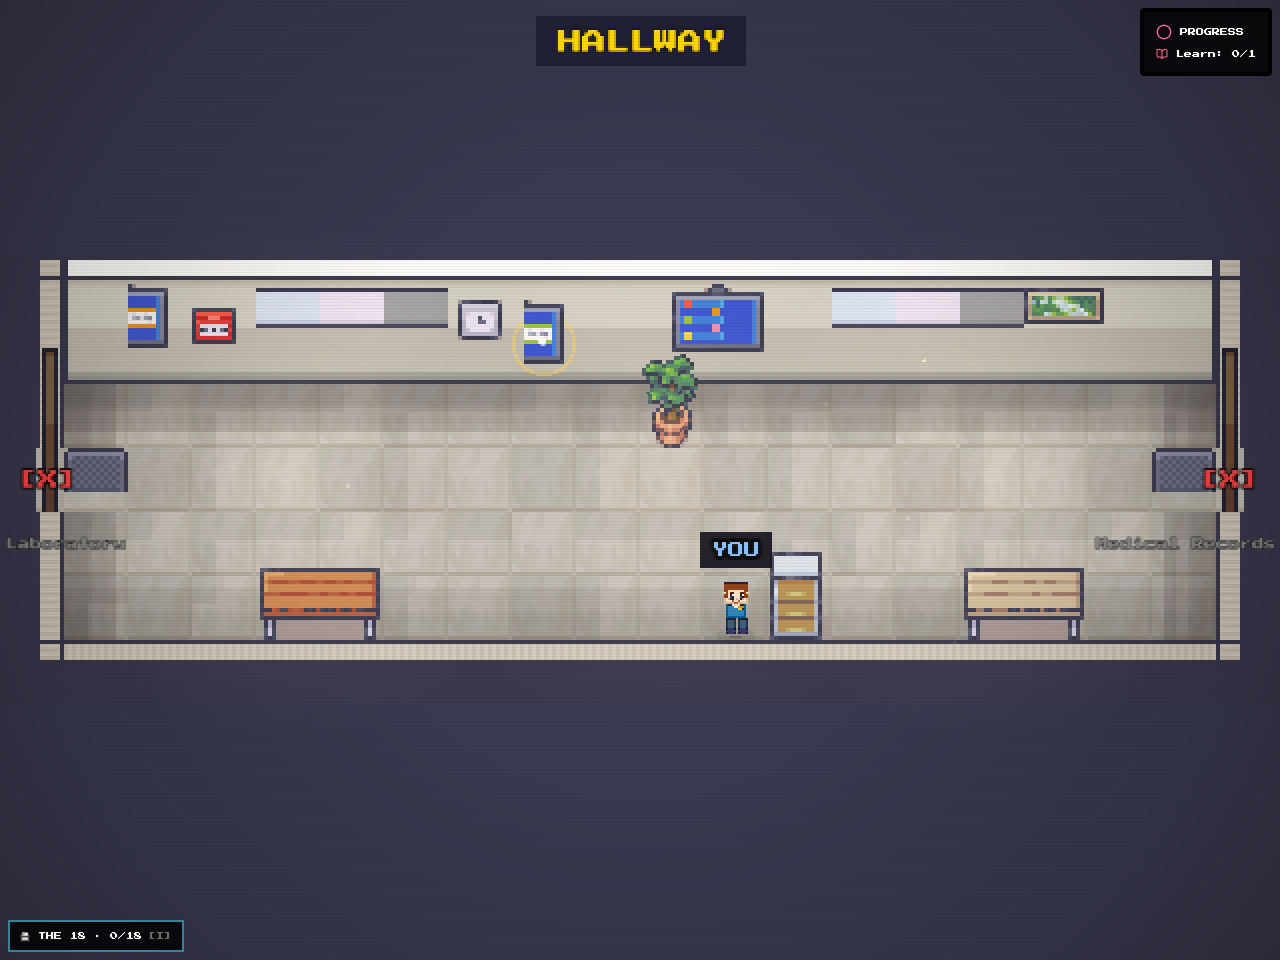 HALLWAY
PROGRESS
Learn: 0/1
[X]
[X]
Laboratory
Medical Records
YOU
THE 18 · 0/18 [I]